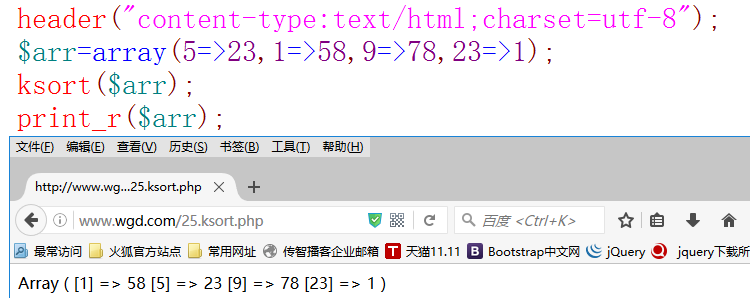 header("content-type:text/html;charset=utf-8");
$arr=array(5=>23,1=>58,9=>78,23=>1);
ksort($arr);
print_r($arr);
文件(F) 编辑(E) 查看(V) 历史(S) 书签(B) 工具(T) 帮助(H)
http://www.wg...25.ksort.php
www.wgd.com/25.ksort.php 百度 <Ctrl+K>
最常访问 火狐官方站点 常用网址 传智播客企业邮箱 天猫11.11 Bootstrap中文网 jQuery jquery下载所
Array ( [1] => 58 [5] => 23 [9] => 78 [23] => 1 )